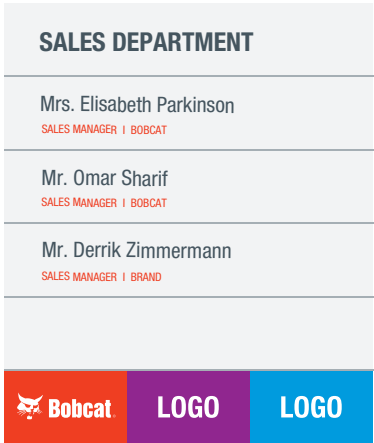 SALES DEPARTMENT
Mrs. Elisabeth Parkinson
SALES MANAGER I BOBCAT
Mr. Omar Sharif
SALES MANAGER I BOBCAT
Mr. Derrik Zimmermann
SALES MANAGER I BRAND
Bobcat. LOGO LOGO